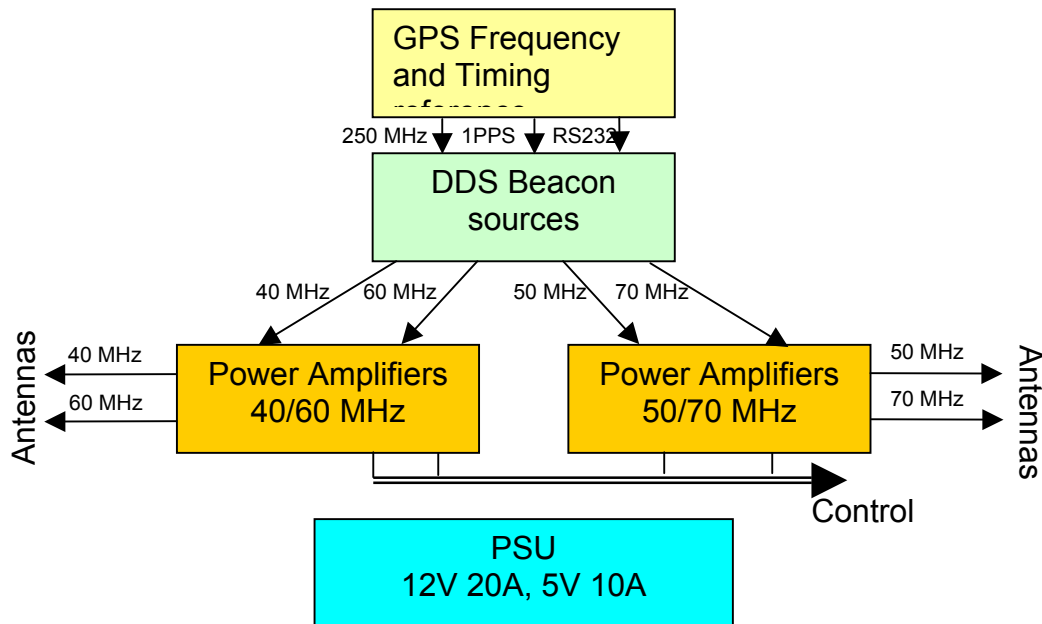 GPS Frequency
and Timing
250 MHz 1PPS RS232
DDS Beacon
sources
40 MHz 60 MHz 50 MHz 70 MHz
Antennas
40 MHz
60 MHz
Power Amplifiers
40/60 MHz
Power Amplifiers
50/70 MHz
50 MHz
70 MHz
Antennas
Control
PSU
12V 20A, 5V 10A